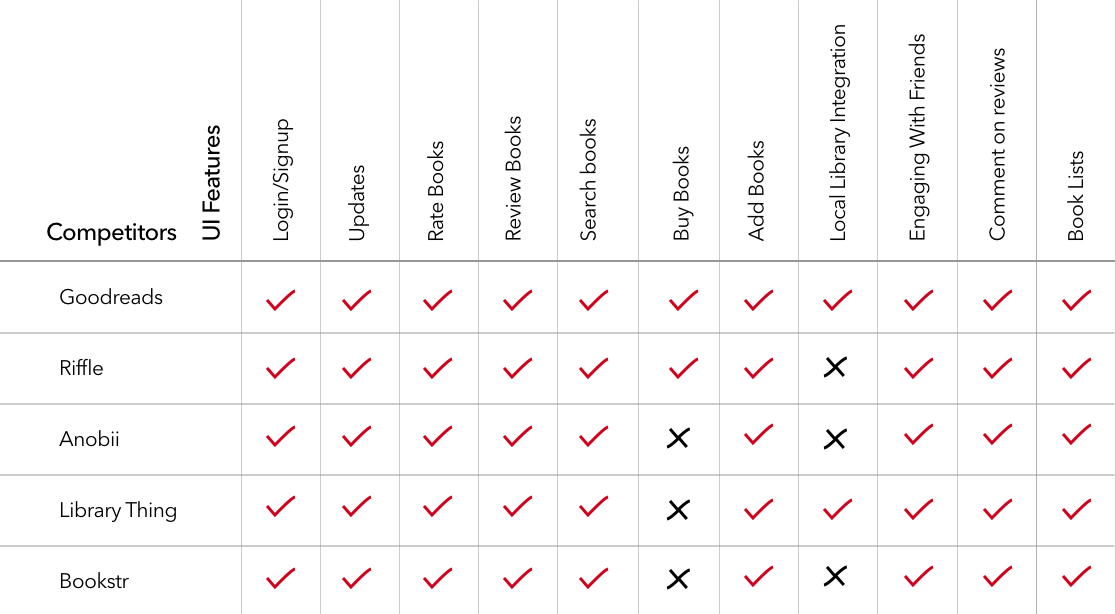 Competitors
UI Features
Login/Signup
Updates
Rate Books
Review Books
Search books
Buy Books
Add Books
Local Library Integration
Engaging With Friends
Comment on reviews
Book Lists
Goodreads
Riffle
Anobii
Library Thing
Bookstr